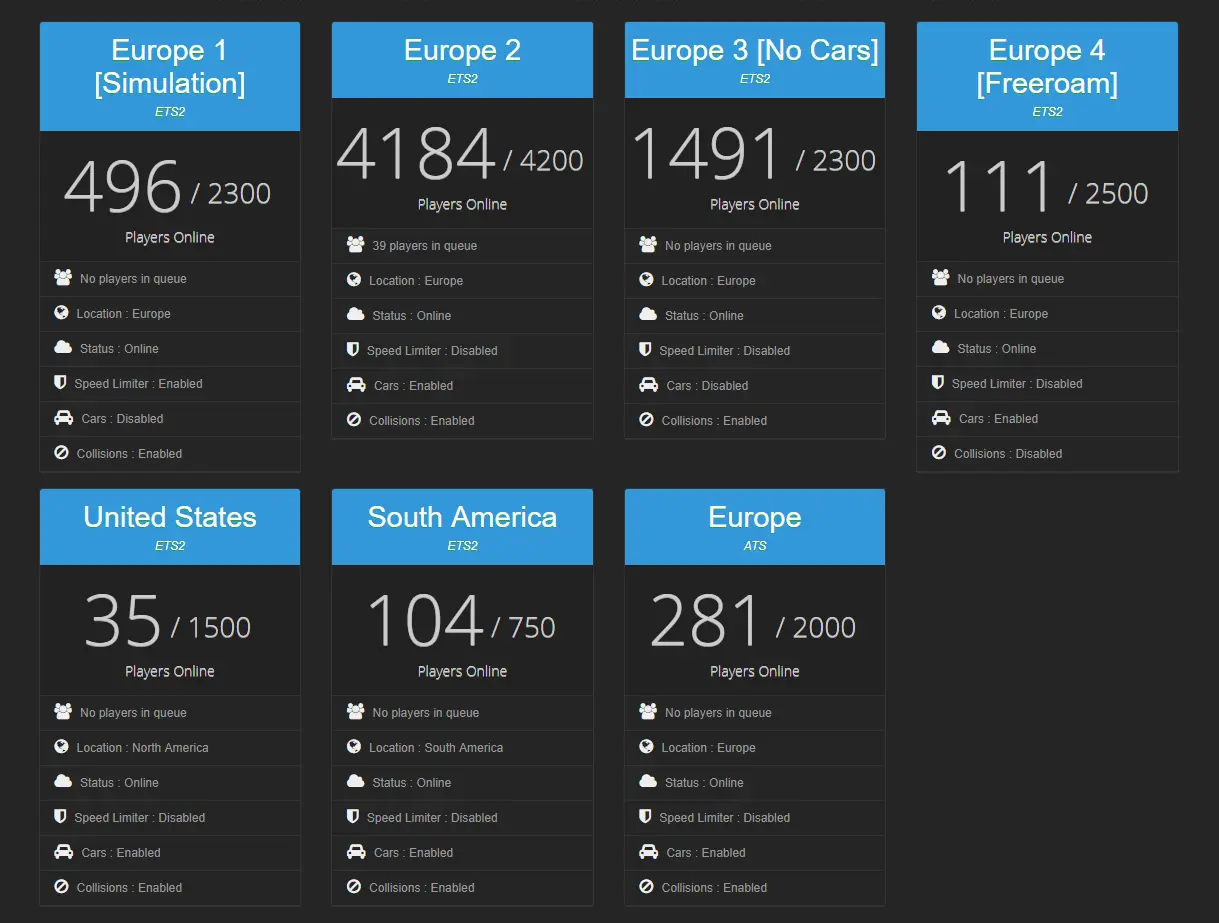 Europe 1
[Simulation]
ETS2
496 / 2300
Players Online
No players in queue
Location : Europe
Status : Online
Speed Limiter : Enabled
Cars : Disabled
Collisions : Enabled
Europe 2
ETS2
4184 / 4200
Players Online
39 players in queue
Location : Europe
Status : Online
Speed Limiter : Disabled
Cars : Enabled
Collisions : Enabled
Europe 3 [No Cars]
ETS2
1491 / 2300
Players Online
No players in queue
Location : Europe
Status : Online
Speed Limiter : Disabled
Cars : Disabled
Collisions : Enabled
Europe 4
[Freeroam]
ETS2
111 / 2500
Players Online
No players in queue
Location : Europe
Status : Online
Speed Limiter : Disabled
Cars : Enabled
Collisions : Disabled
United States
ETS2
35 / 1500
Players Online
No players in queue
Location : North America
Status : Online
Speed Limiter : Disabled
Cars : Enabled
Collisions : Enabled
South America
ETS2
104 / 750
Players Online
No players in queue
Location : South America
Status : Online
Speed Limiter : Disabled
Cars : Enabled
Collisions : Enabled
Europe
ATS
281 / 2000
Players Online
No players in queue
Location : Europe
Status : Online
Speed Limiter : Disabled
Cars : Enabled
Collisions : Enabled